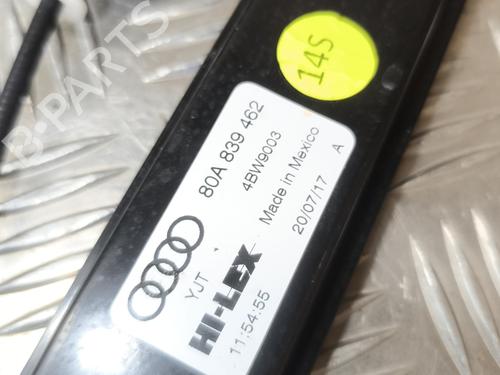 14S
80A 839 462
4BW9003
Made in Mexico
20/07/17 A
YJT
HI-LEX
11:54:55
B-PARTS